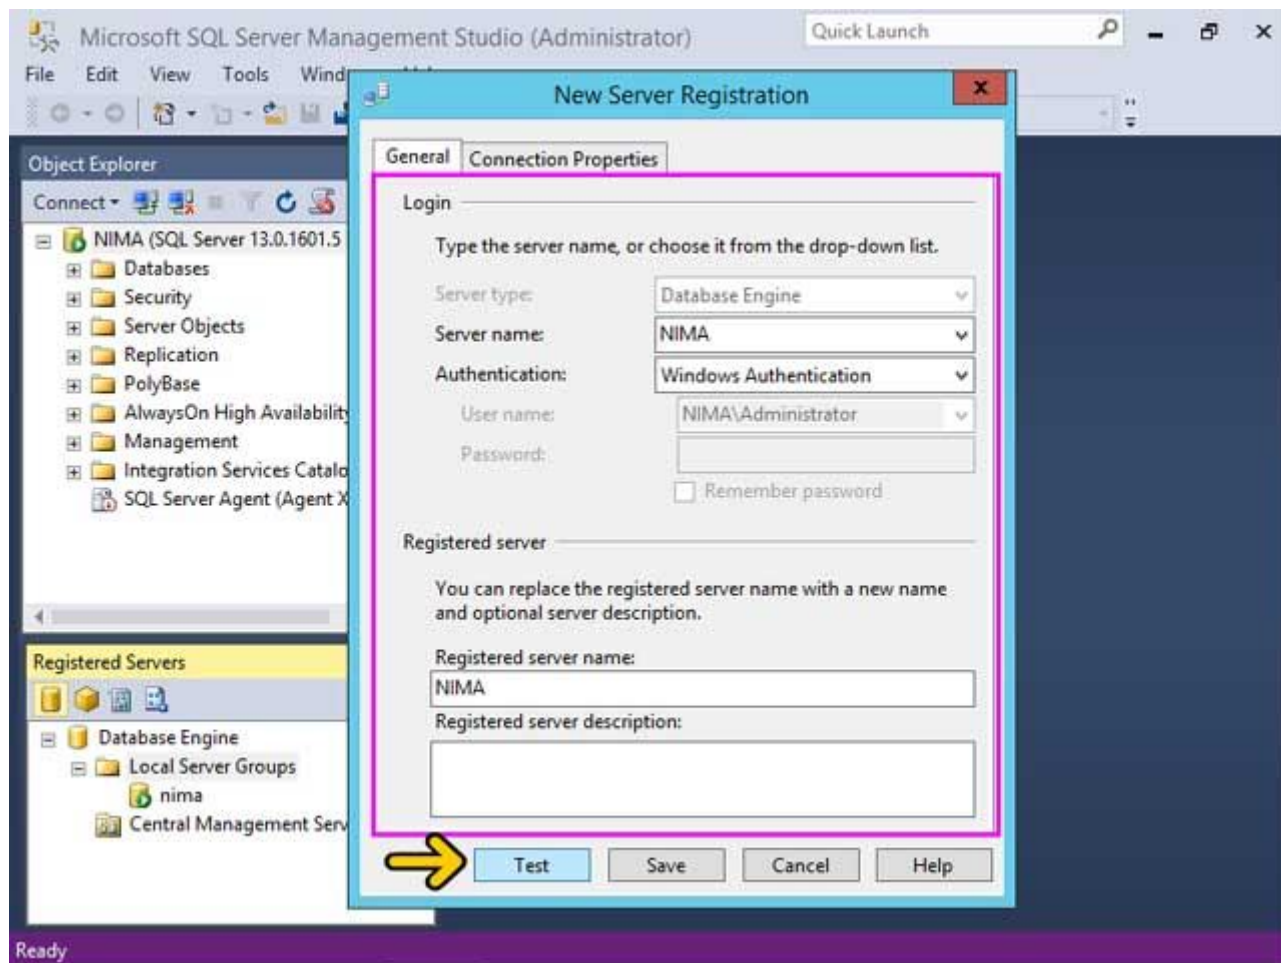 Microsoft SQL Server Management Studio (Administrator)
Quick Launch
File Edit View Tools
New Server Registration
Object Explorer
Connect
NIMA (SQL Server 13.0.1601.5
Databases
Security
Server Objects
Replication
PolyBase
AlwaysOn High Availability
Management
Integration Services Catalo
SQL Server Agent (Agent X
Registered Servers
Database Engine
Local Server Groups
nima
Central Management Serv
General Connection Properties
Login
Type the server name, or choose it from the drop-down list.
Server type: Database Engine
Server name: NIMA
Authentication: Windows Authentication
User name: NIMA\Administrator
Password:
Remember password
Registered server
You can replace the registered server name with a new name
and optional server description.
Registered server name:
NIMA
Registered server description:
Test Save Cancel Help
Ready